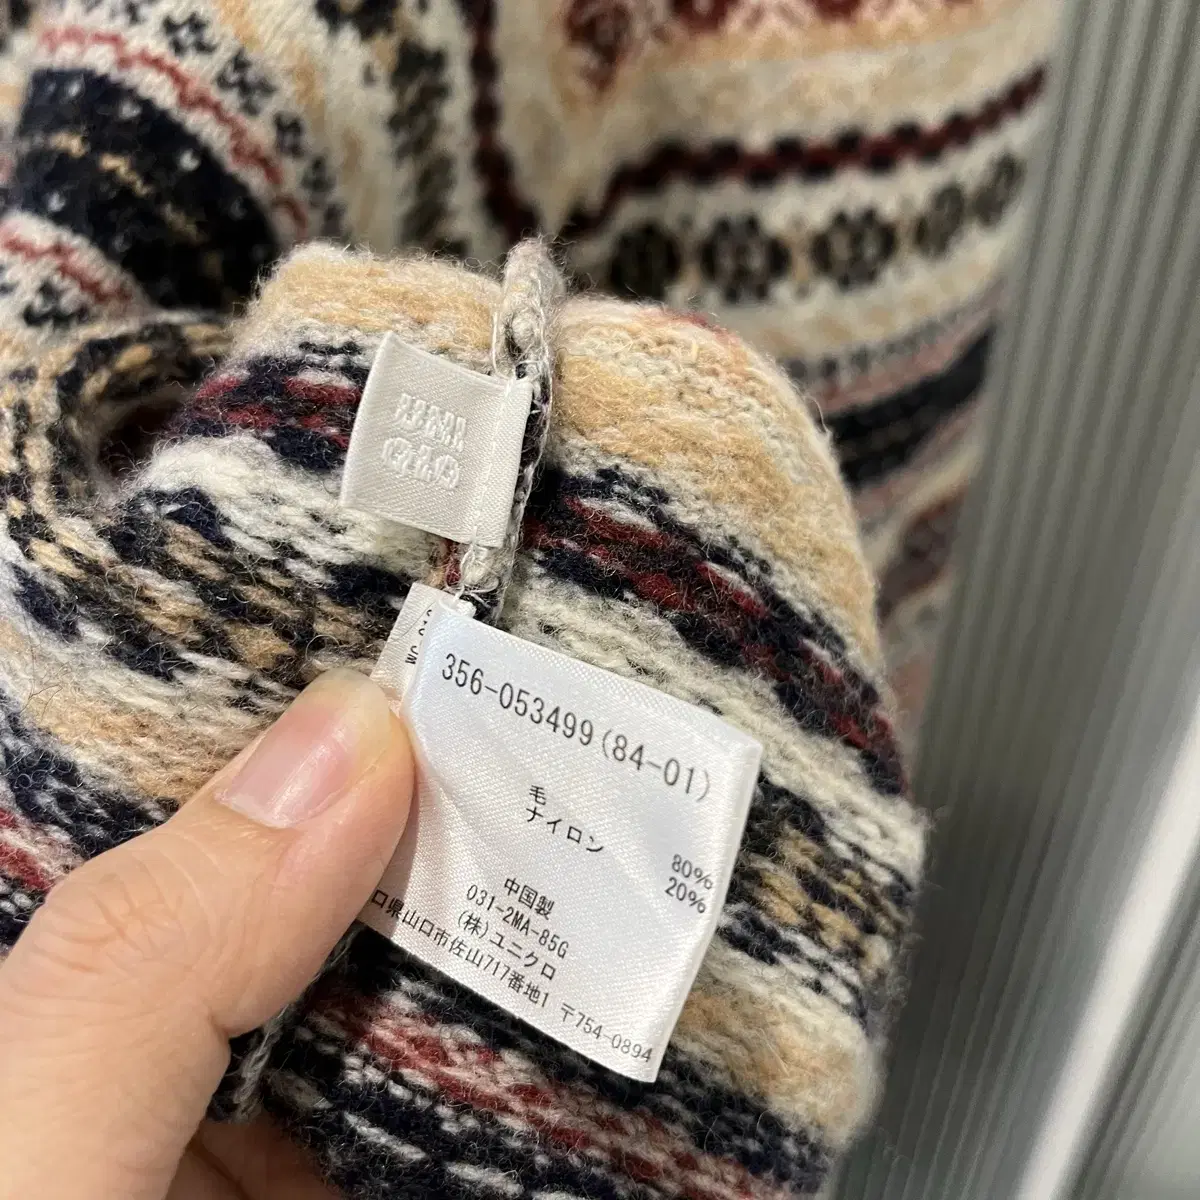 356-053499(84-01)
毛 80%
ナイロン 20%
中国製
031-2MA-85G
(株)ユニクロ
口県山口市佐山717番地1 〒754-0894